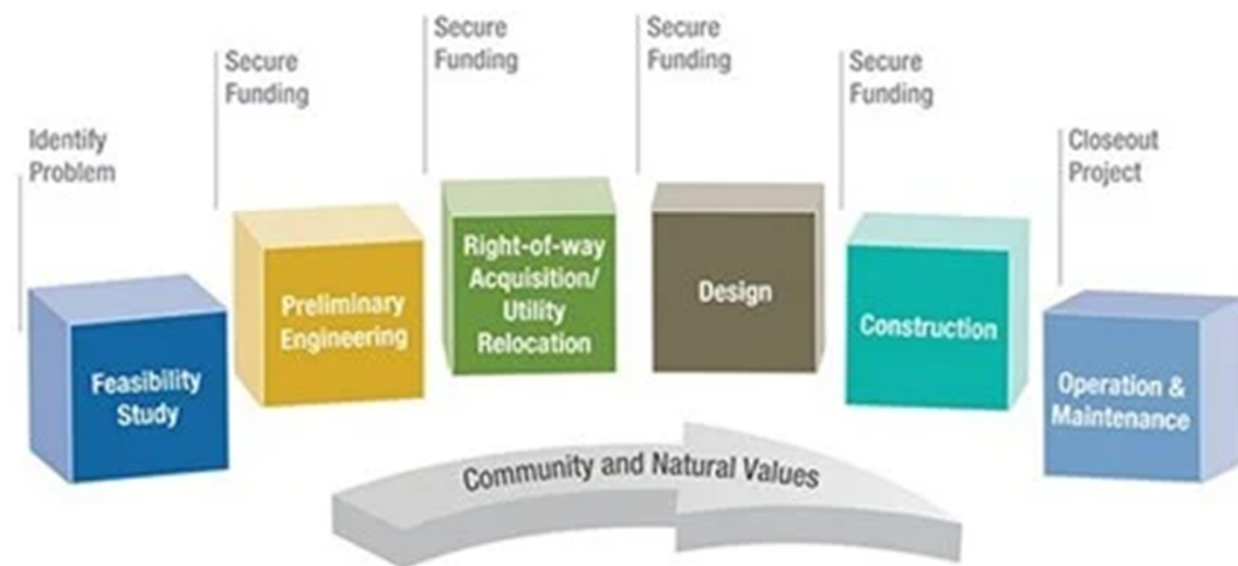 Identify
Problem
Secure
Funding
Secure
Funding
Secure
Funding
Secure
Funding
Closeout
Project
Feasibility
Study
Preliminary
Engineering
Right-of-way
Acquisition/
Utility
Relocation
Design
Construction
Operation &
Maintenance
Community and Natural Values